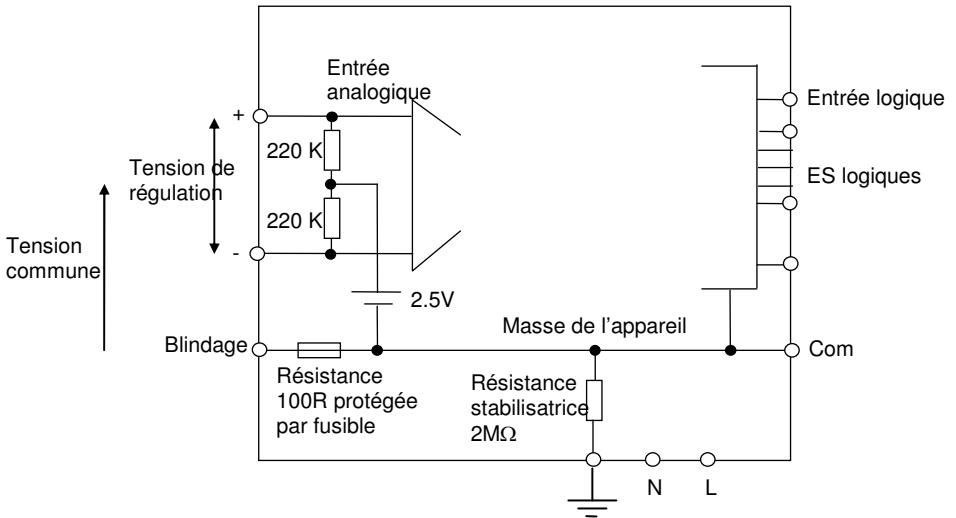 Entrée
analogique
+
220 K
Tension de
régulation
220 K
-
Tension
commune
2.5V
Entrée logique
ES logiques
Masse de l'appareil
Blindage
Com
Résistance
100R protégée
par fusible
Résistance
stabilisatrice
2MΩ
N
L